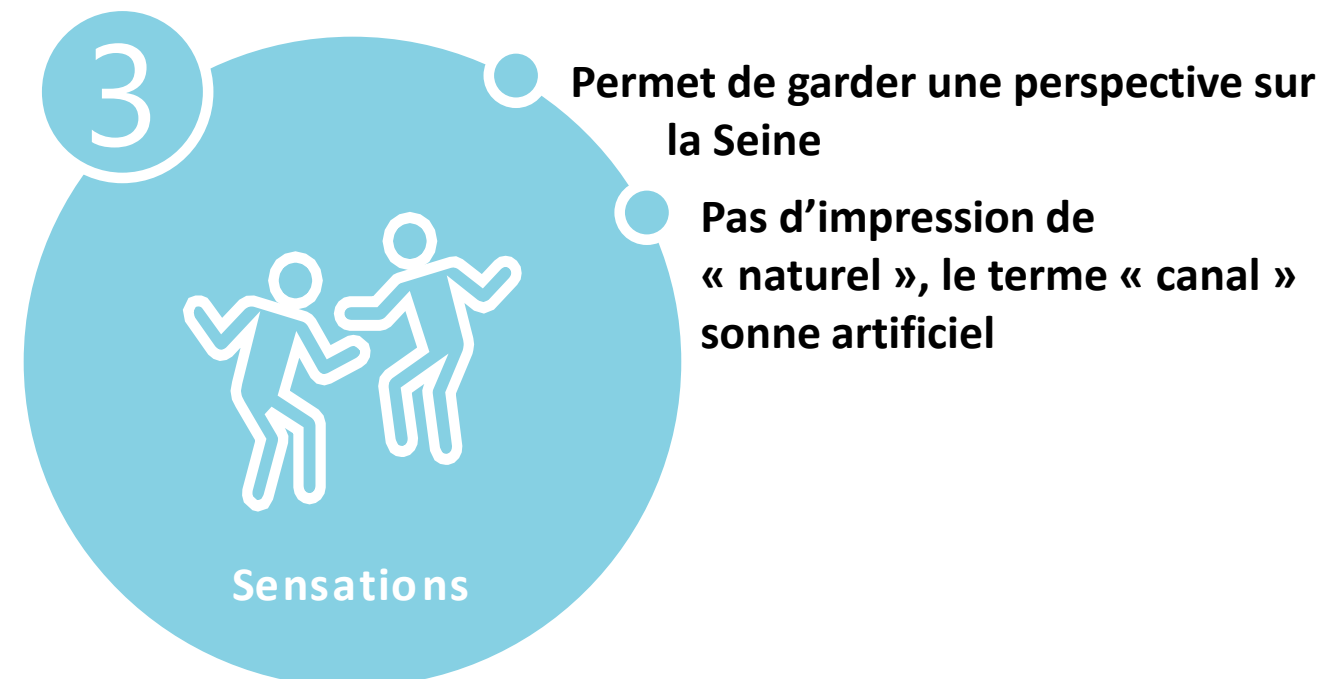 3
Permet de garder une perspective sur
la Seine
Pas d’impression de
« naturel », le terme « canal »
sonne artificiel
Sensations